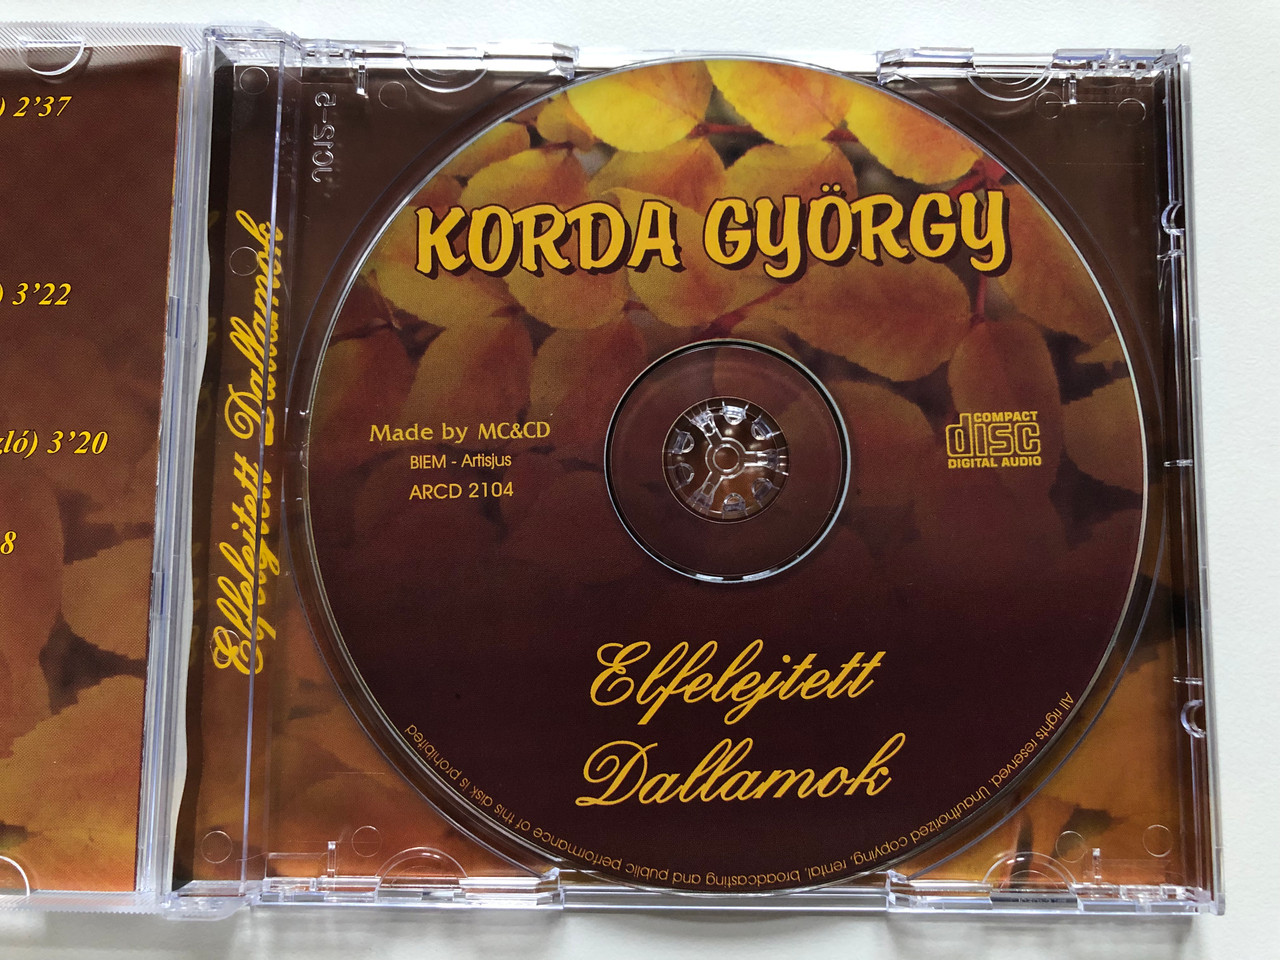 ) 2’37
) 3’22
zló) 3’20
8
Elfelejtett Dallamok
KORDA GYÖRGY
Made by MC&CD
BIEM - Artisjus
ARCD 2104
COMPACT
disc
DIGITAL AUDIO
Elfelejtett
Dallamok
All rights reserved. Unauthorized copying, rental, broadcasting and public performance of this disk is prohibited